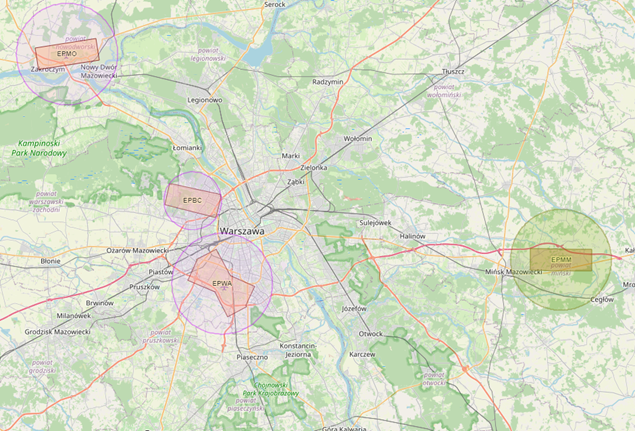 Serock
powiat
nowodworski
EPMO
Zakroczym
Nowy Dwór
Mazowiecki
powiat
legionowski
Legionowo
Radzymin
Tłuszcz
powiat
wołomiński
Kampinoski
Park Narodowy
Łomianki
Wołomin
Marki
Zielonka
Ząbki
powiat
warszawski
zachodni
EPBC
Warszawa
Sulejówek
Halinów
Ożarów Mazowiecki
Błonie
Piastów
Pruszków
EPWA
Mińsk Mazowiecki
EPMM
powiat
miński
Cegłów
Brwinów
Milanówek
Grodzisk Mazowiecki
powiat
pruszkowski
Józefów
Otwock
Karczew
Konstancin-
Jeziorna
Piaseczno
powiat
grodziski
Chojnowski
Park Krajobrazowy
powiat
piaseczyński
powiat
otwocki
Góra Kalwaria